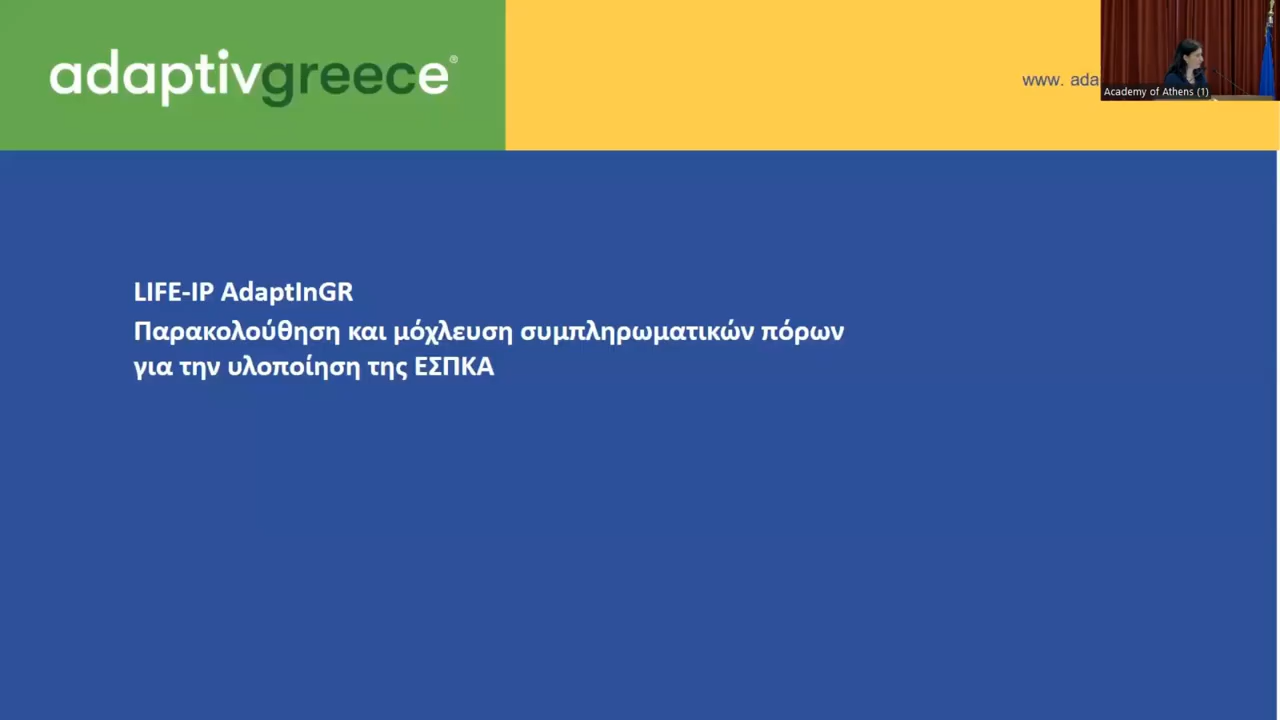 adaptivgreece®
www. ada
Academy of Athens (1)
LIFE-IP AdaptInGR
Παρακολούθηση και μόχλευση συμπληρωματικών πόρων
για την υλοποίηση της ΕΣΠΚΑ